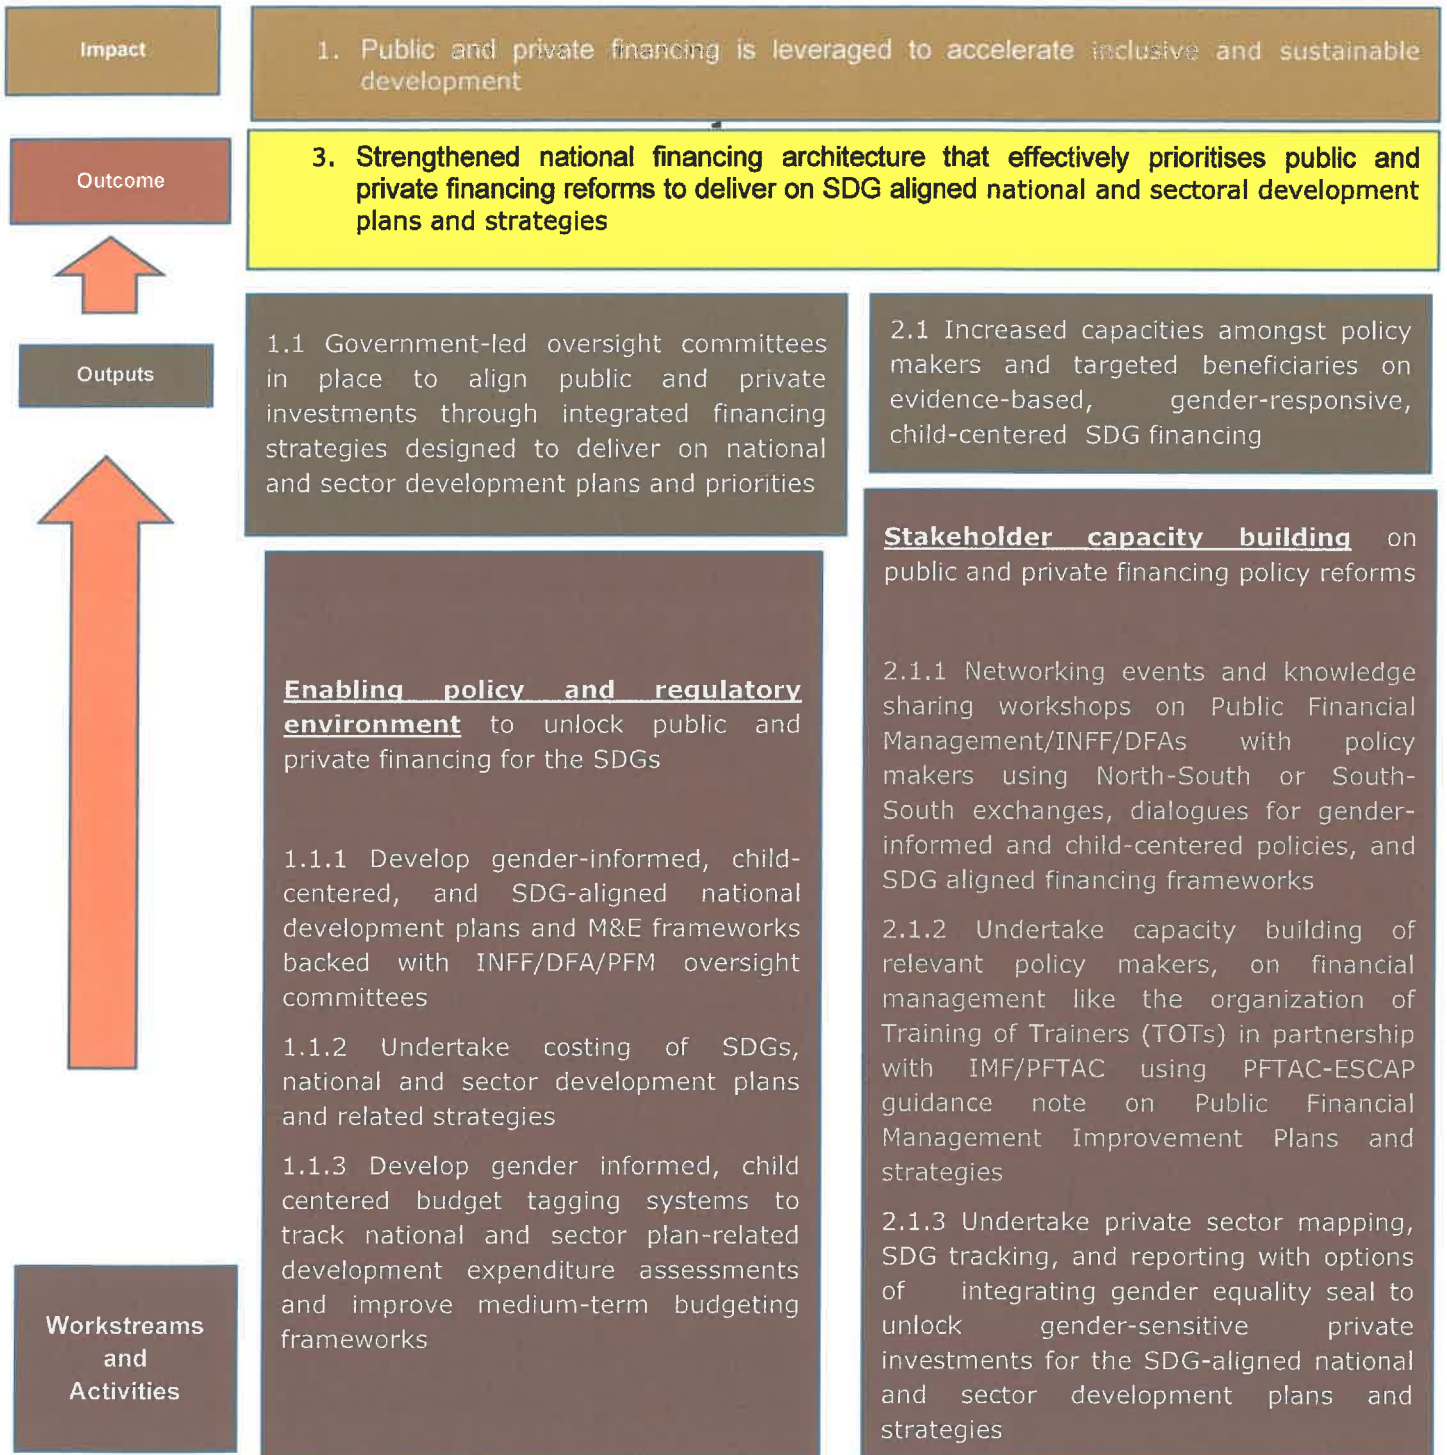 Impact
1. Public and private financing is leveraged to accelerate inclusive and sustainable
development
Outcome
3. Strengthened national financing architecture that effectively prioritises public and
private financing reforms to deliver on SDG aligned national and sectoral development
plans and strategies
Outputs
1.1 Government-led oversight committees
in place to align public and private
investments through integrated financing
strategies designed to deliver on national
and sector development plans and priorities
2.1 Increased capacities amongst policy
makers and targeted beneficiaries on
evidence-based, gender-responsive,
child-centered SDG financing
Workstreams
and
Activities
Enabling policy and regulatory
environment to unlock public and
private financing for the SDGs
1.1.1 Develop gender-informed, child-
centered, and SDG-aligned national
development plans and M&E frameworks
backed with INFF/DFA/PFM oversight
committees
1.1.2 Undertake costing of SDGs,
national and sector development plans
and related strategies
1.1.3 Develop gender informed, child
centered budget tagging systems to
track national and sector plan-related
development expenditure assessments
and improve medium-term budgeting
frameworks
Stakeholder capacity building on
public and private financing policy reforms
2.1.1 Networking events and knowledge
sharing workshops on Public Financial
Management/INFF/DFAs with policy
makers using North-South or South-
South exchanges, dialogues for gender-
informed and child-centered policies, and
SDG aligned financing frameworks
2.1.2 Undertake capacity building of
relevant policy makers, on financial
management like the organization of
Training of Trainers (TOTs) in partnership
with IMF/PFTAC using PFTAC-ESCAP
guidance note on Public Financial
Management Improvement Plans and
strategies
2.1.3 Undertake private sector mapping,
SDG tracking, and reporting with options
of integrating gender equality seal to
unlock gender-sensitive private
investments for the SDG-aligned national
and sector development plans and
strategies